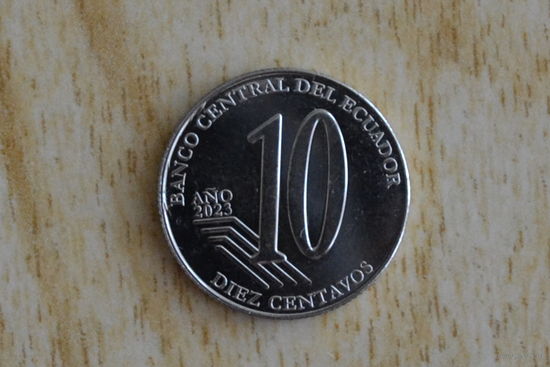 BANCO CENTRAL DEL ECUADOR
10
AÑO
2023
DIEZ CENTAVOS